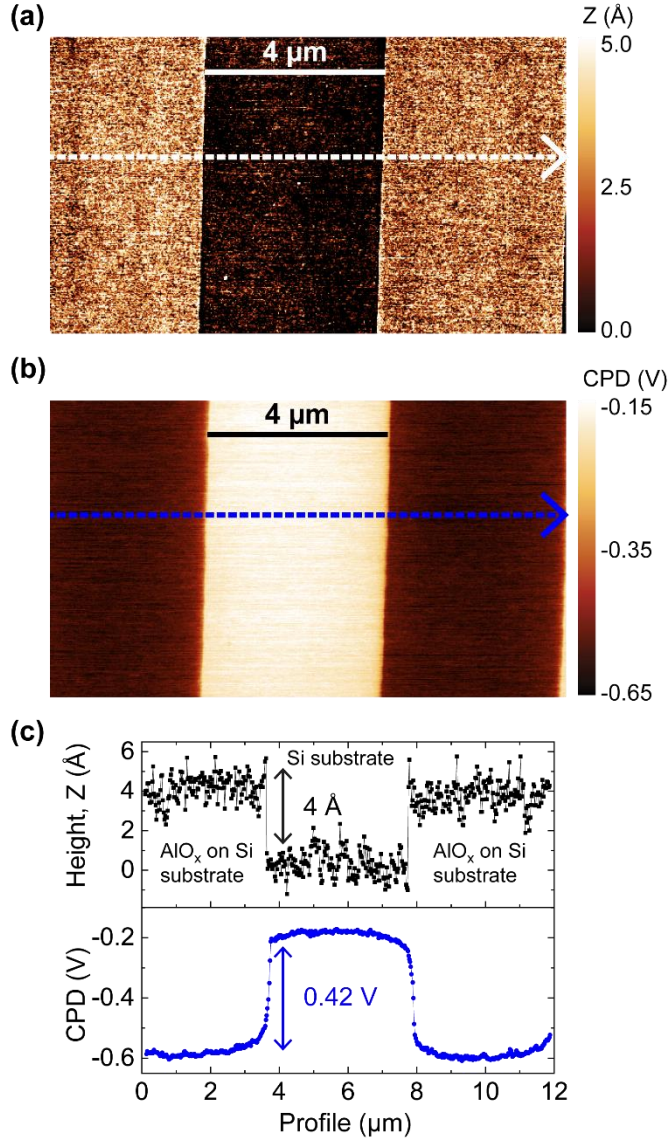 (a)
Z (Å)
4 µm
5.0
2.5
0.0
(b)
CPD (V)
4 µm
-0.15
-0.35
-0.65
(c)
Height, Z (Å)
6
4
2
0
Si substrate
4 Å
AlOx on Si
substrate
AlOx on Si
substrate
CPD (V)
-0.2
-0.4
-0.6
0.42 V
0 2 4 6 8 10 12
Profile (µm)